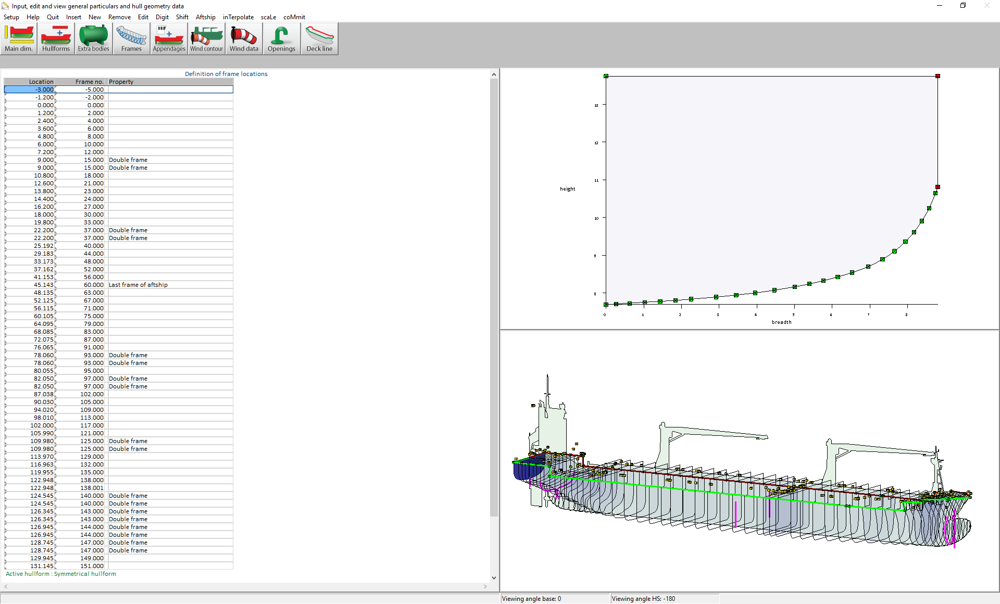 Input, edit and view general particulars and hull geometry data
Setup Help Quit Insert New Remove Edit Digit Shift Aftship inTerpolate scaLe coMmit
Main dim. Hullforms Extra bodies Frames Appendages Wind contour Wind data Openings Deck line
Definition of frame locations
Location Frame no. Property
-3.000 -5.000
-1.200 -2.000
0.000 0.000
1.200 2.000
2.400 4.000
3.600 6.000
4.800 8.000
6.000 10.000
7.200 12.000
9.000 15.000 Double frame
9.000 15.000 Double frame
10.800 18.000
12.600 21.000
13.800 23.000
14.400 24.000
16.200 27.000
18.000 30.000
19.800 33.000
22.200 37.000 Double frame
22.200 37.000 Double frame
25.192 40.000
29.183 44.000
33.173 48.000
37.162 52.000
41.153 56.000
45.143 60.000 Last frame of aftship
48.135 63.000
52.125 67.000
56.115 71.000
60.105 75.000
64.095 79.000
68.085 83.000
72.075 87.000
76.065 91.000
78.060 93.000 Double frame
78.060 93.000 Double frame
80.055 95.000
82.050 97.000 Double frame
82.050 97.000 Double frame
87.038 102.000
90.030 105.000
94.020 109.000
98.010 113.000
102.000 117.000
105.990 121.000
109.980 125.000 Double frame
109.980 125.000 Double frame
113.970 129.000
116.963 132.000
119.955 135.000
122.948 138.000
122.948 138.001
124.545 140.000 Double frame
124.545 140.000 Double frame
126.345 143.000 Double frame
126.345 143.000 Double frame
126.945 144.000 Double frame
126.945 144.000 Double frame
128.745 147.000 Double frame
128.745 147.000 Double frame
129.945 149.000
131.145 151.000
Active hullform : Symmetrical hullform
13
12
11
height
10
9
8
0 1 2 3 4 5 6 7 8
breadth
Viewing angle base: 0
Viewing angle HS: -180